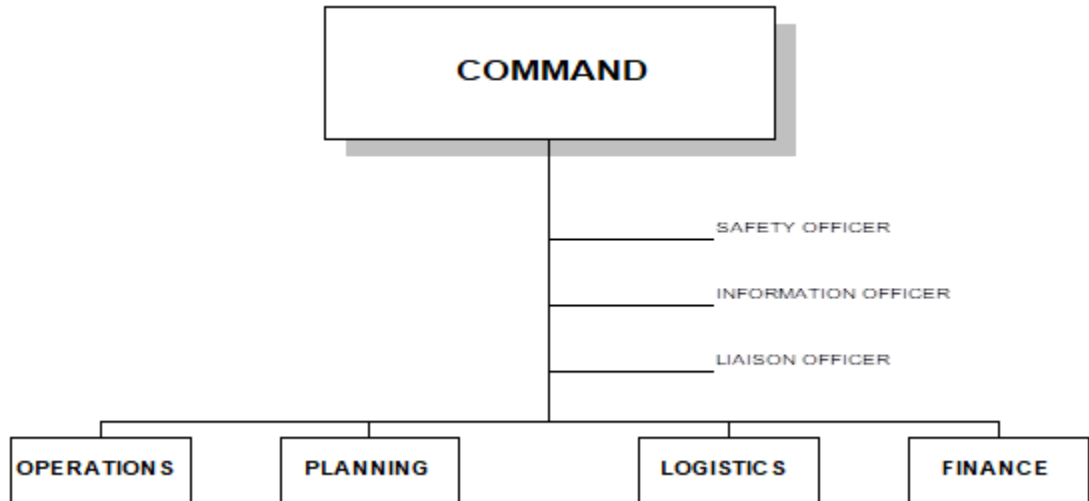 COMMAND
SAFETY OFFICER
INFORMATION OFFICER
LIAISON OFFICER
OPERATIONS
PLANNING
LOGISTICS
FINANCE